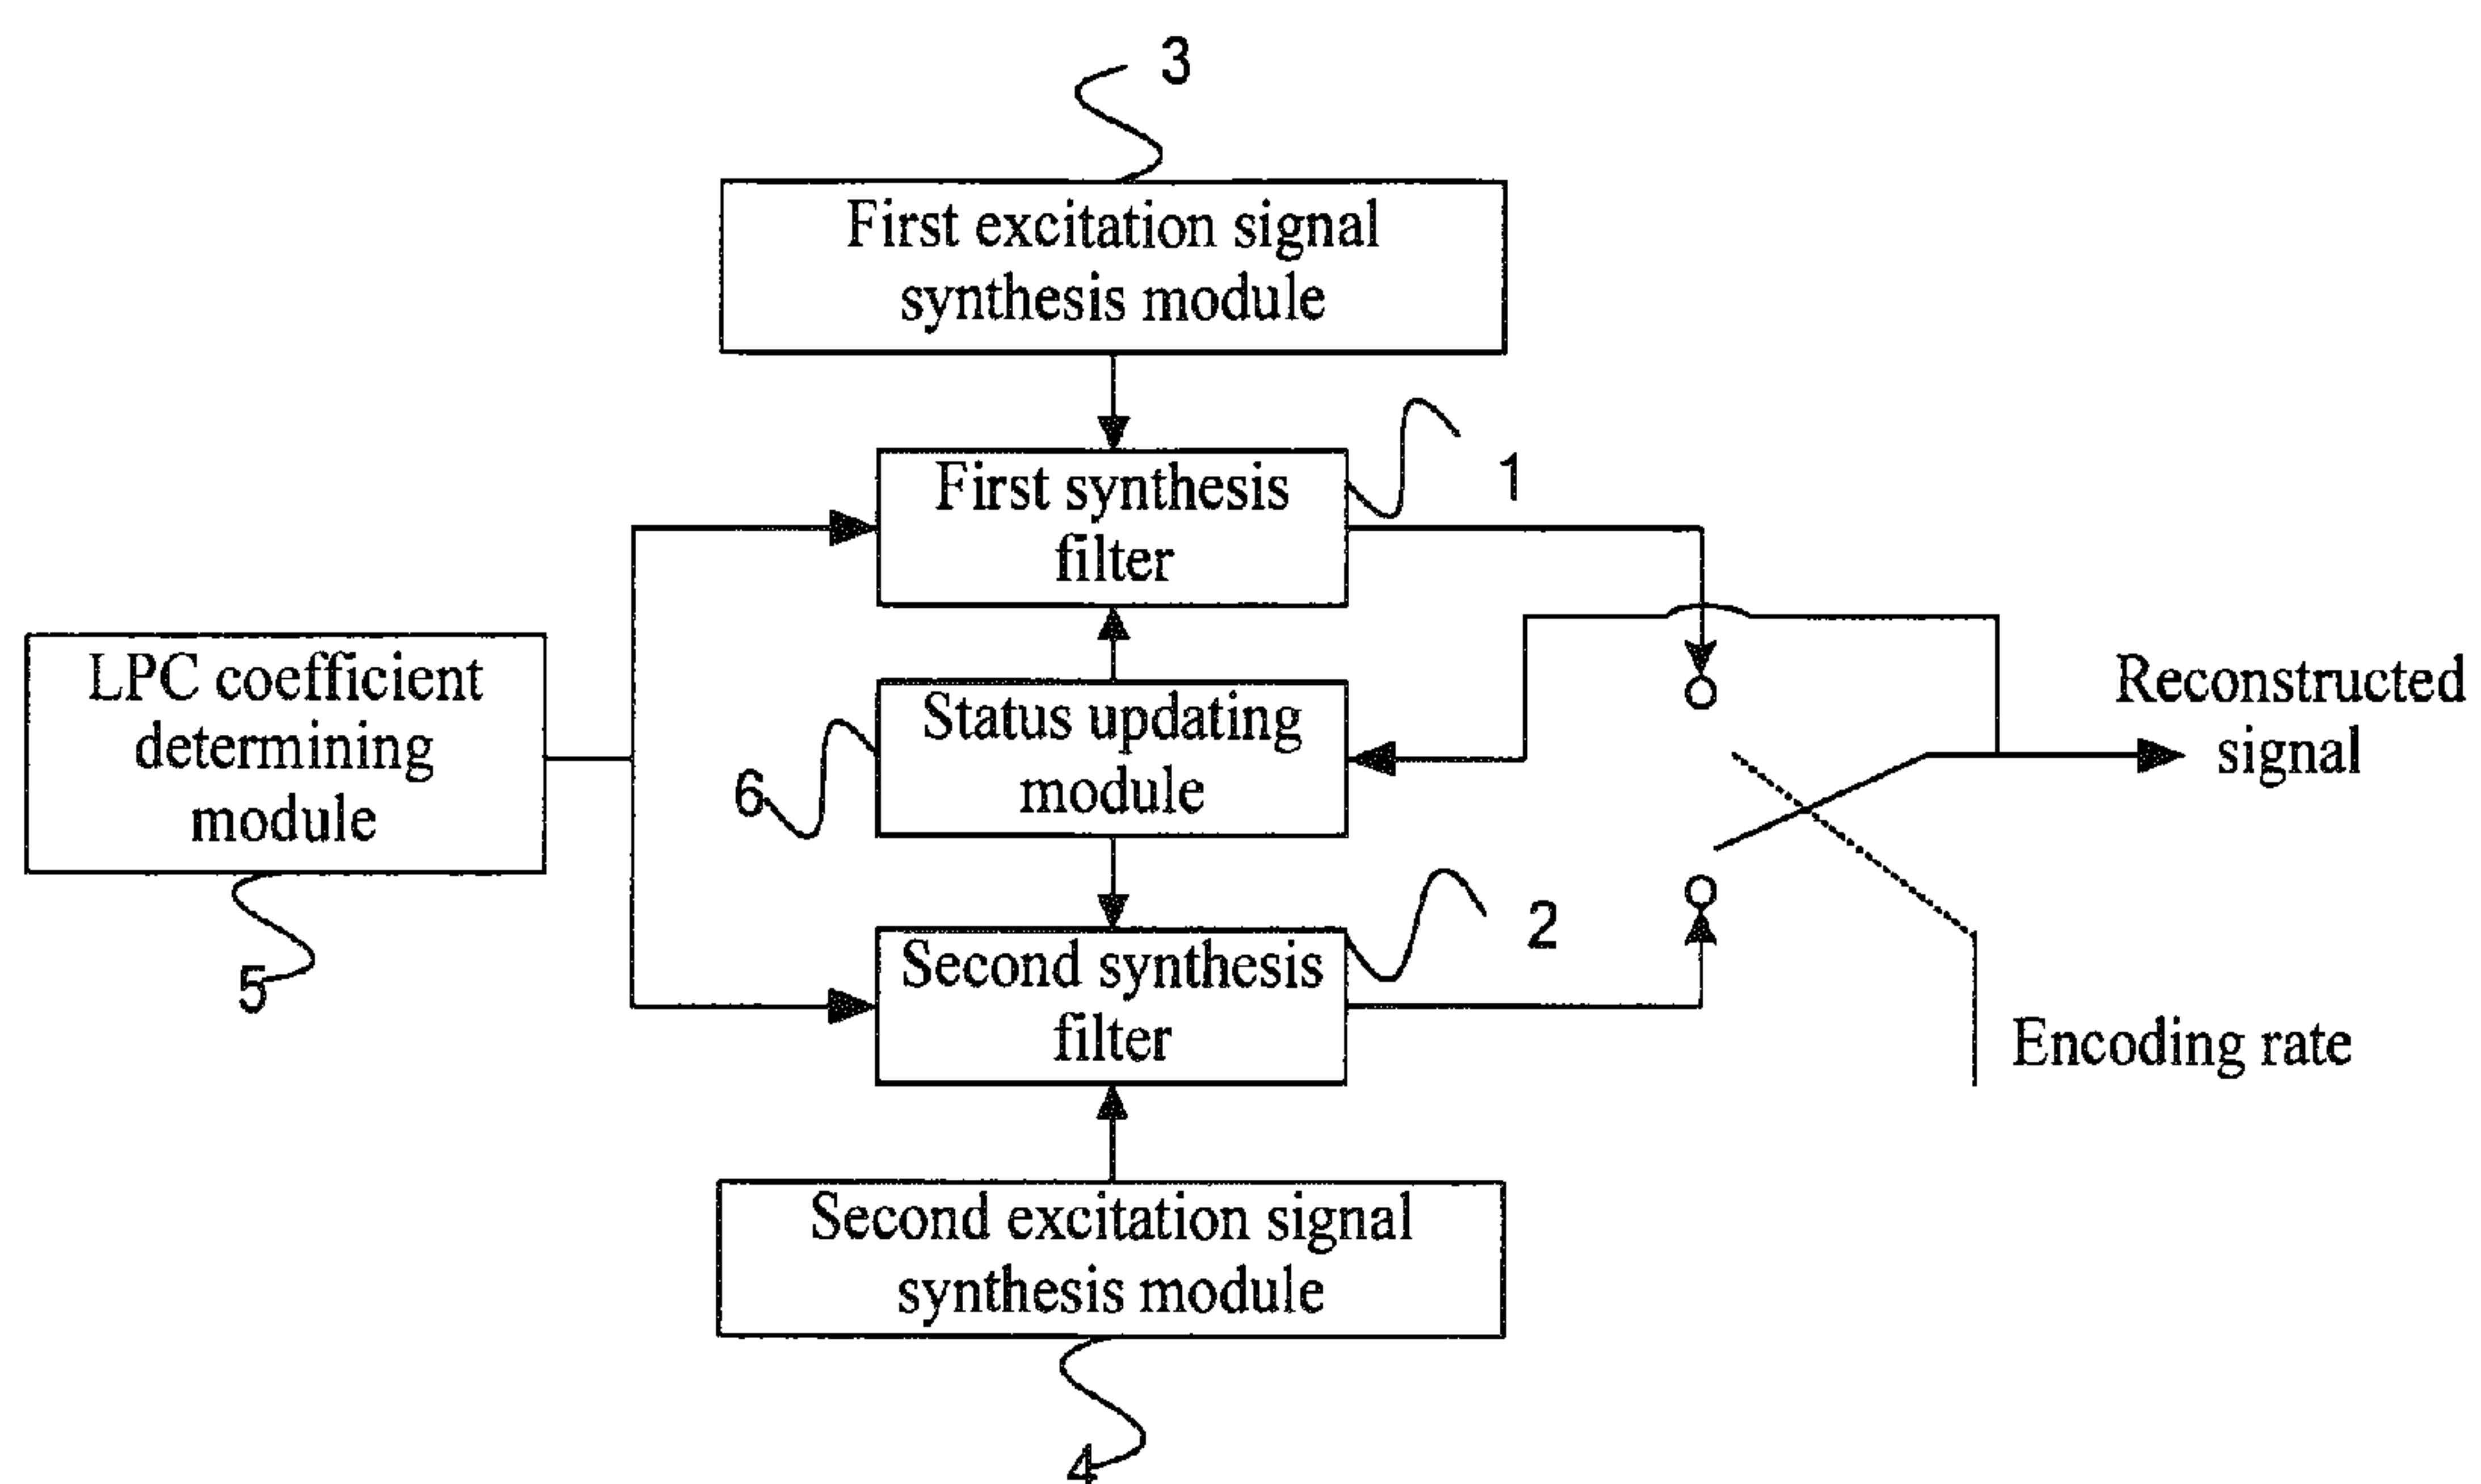 3
First excitation signal
synthesis module
1
First synthesis
filter
LPC coefficient
determining
module
5
Status updating
module
6
Reconstructed
signal
2
Second synthesis
filter
Encoding rate
Second excitation signal
synthesis module
4